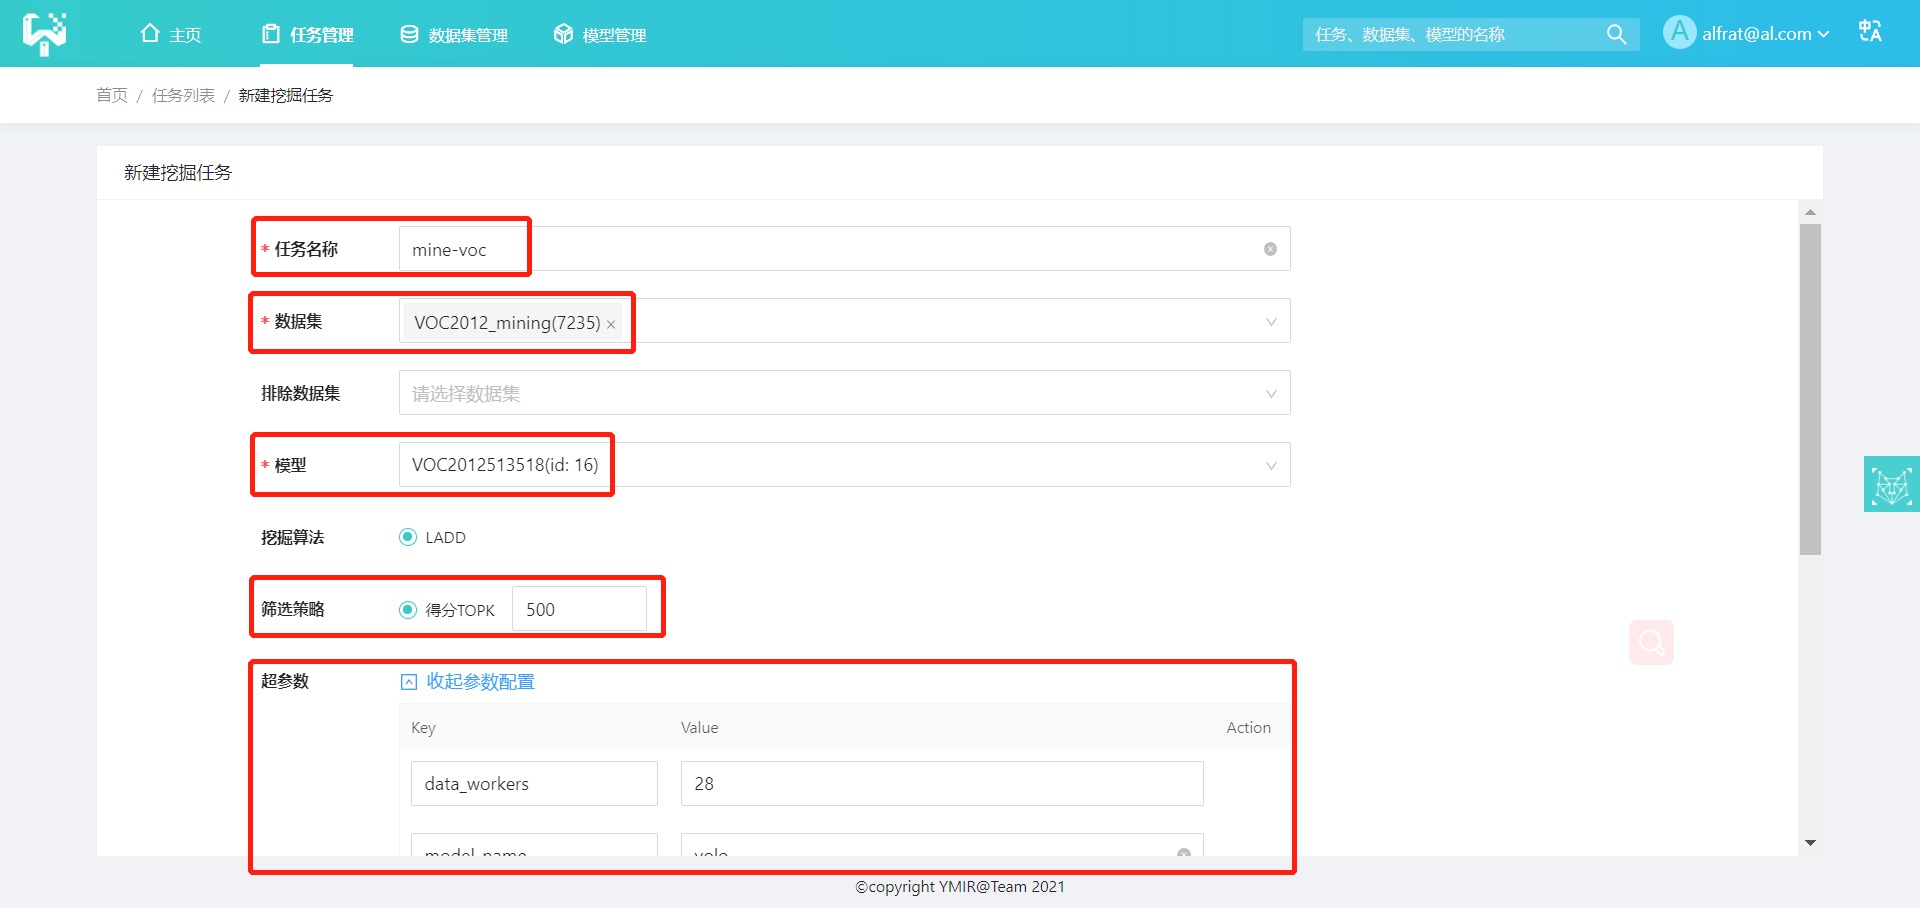 主页
任务管理
数据集管理
模型管理
任务、数据集、模型的名称
A
alfrat@al.com
中A
首页 / 任务列表 / 新建挖掘任务
新建挖掘任务
* 任务名称
mine-voc
* 数据集
VOC2012_mining(7235) ×
排除数据集
请选择数据集
* 模型
VOC2012513518(id: 16)
挖掘算法
LADD
筛选策略
得分TOPK
500
超参数
收起参数配置
Key
Value
Action
data_workers
28
model_name
yolo
©copyright YMIR@Team 2021